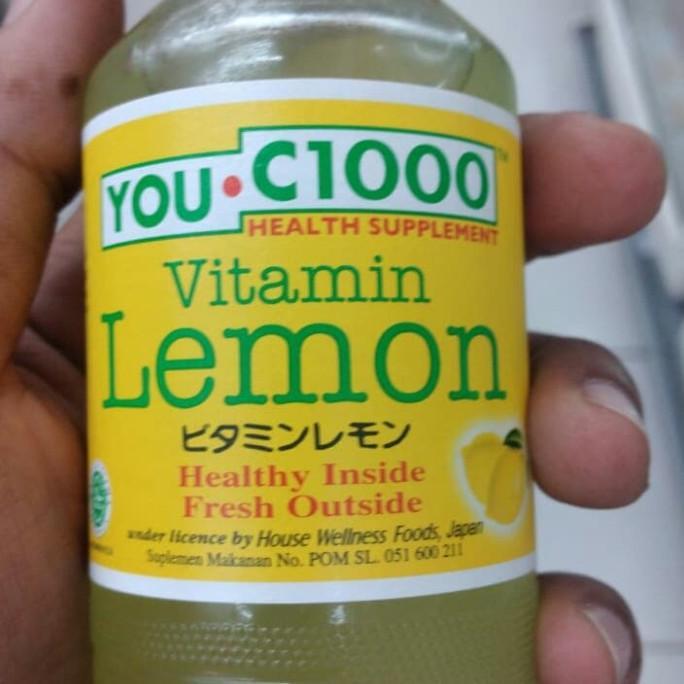 YOU•C1000™
HEALTH SUPPLEMENT
Vitamin
Lemon
ビタミンレモン
Healthy Inside
Fresh Outside
under licence by House Wellness Foods, Japan
Suplemen Makanan No. POM SL. 051 600 211